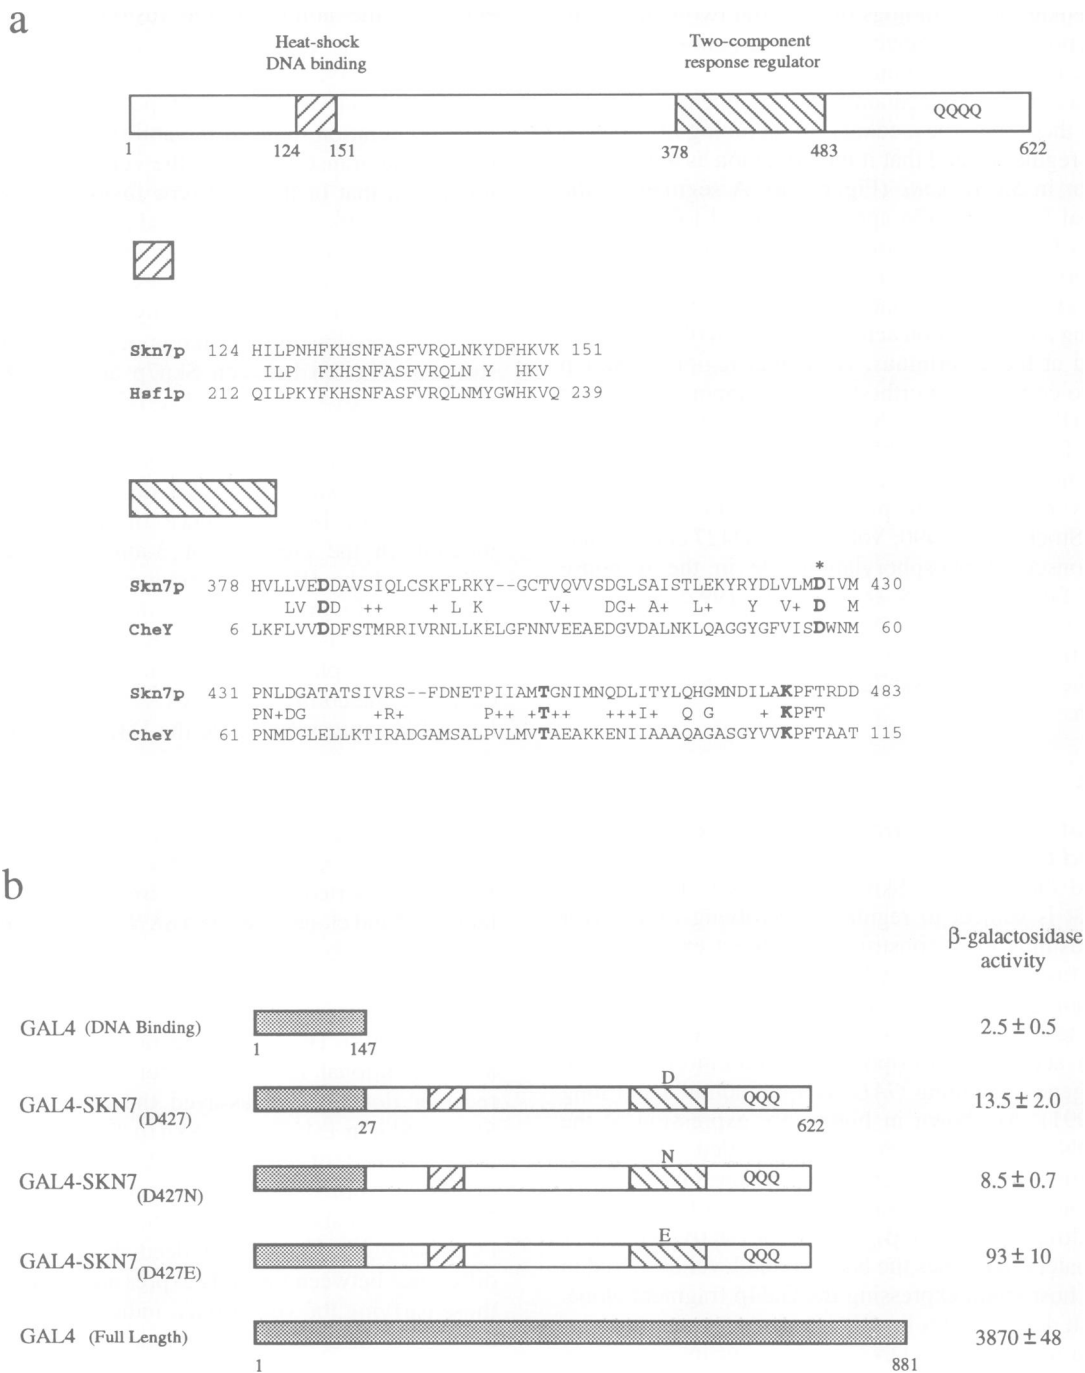 a
Heat-shock
DNA binding
Two-component
response regulator
QQQQ
1 124 151 378 483 622
Skn7p 124 HILPNHFKHSNFASFVRQLNKYDFHKVK 151
ILP FKHSNFASFVRQLN Y HKV
Hsf1p 212 QILPKYFKHSNFASFVRQLNMYGWHKVQ 239
*
Skn7p 378 HVLLVEDDAVSIQLCSKFLRKY--GCTVQVVSDGLSAISTLEKYRYDLVLMDIVM 430
LV DD ++ + L K V+ DG+ A+ L+ Y V+ D M
CheY 6 LKFLVVDDFSTMRRIVRNLLKELGFNNVEEAEDGVDALNKLQAGGYGFVISDWNM 60
Skn7p 431 PNLDGATATSIVRS--FDNETPIIAMTGNIMNQDLITYLQHGMNDILAKPFTRDD 483
PN+DG +R+ P++ +T++ +++I+ Q G + KPFT
CheY 61 PNMDGLELLKTIRADGAMSALPVLMVTAEAKKENIIAAAQAGASGYVVKPFTAAT 115
b
β-galactosidase
activity
GAL4 (DNA Binding) 2.5 ± 0.5
1 147
D
GAL4-SKN7(D427) QQQ 13.5 ± 2.0
27 622
N
GAL4-SKN7(D427N) QQQ 8.5 ± 0.7
E
GAL4-SKN7(D427E) QQQ 93 ± 10
GAL4 (Full Length) 3870 ± 48
1 881